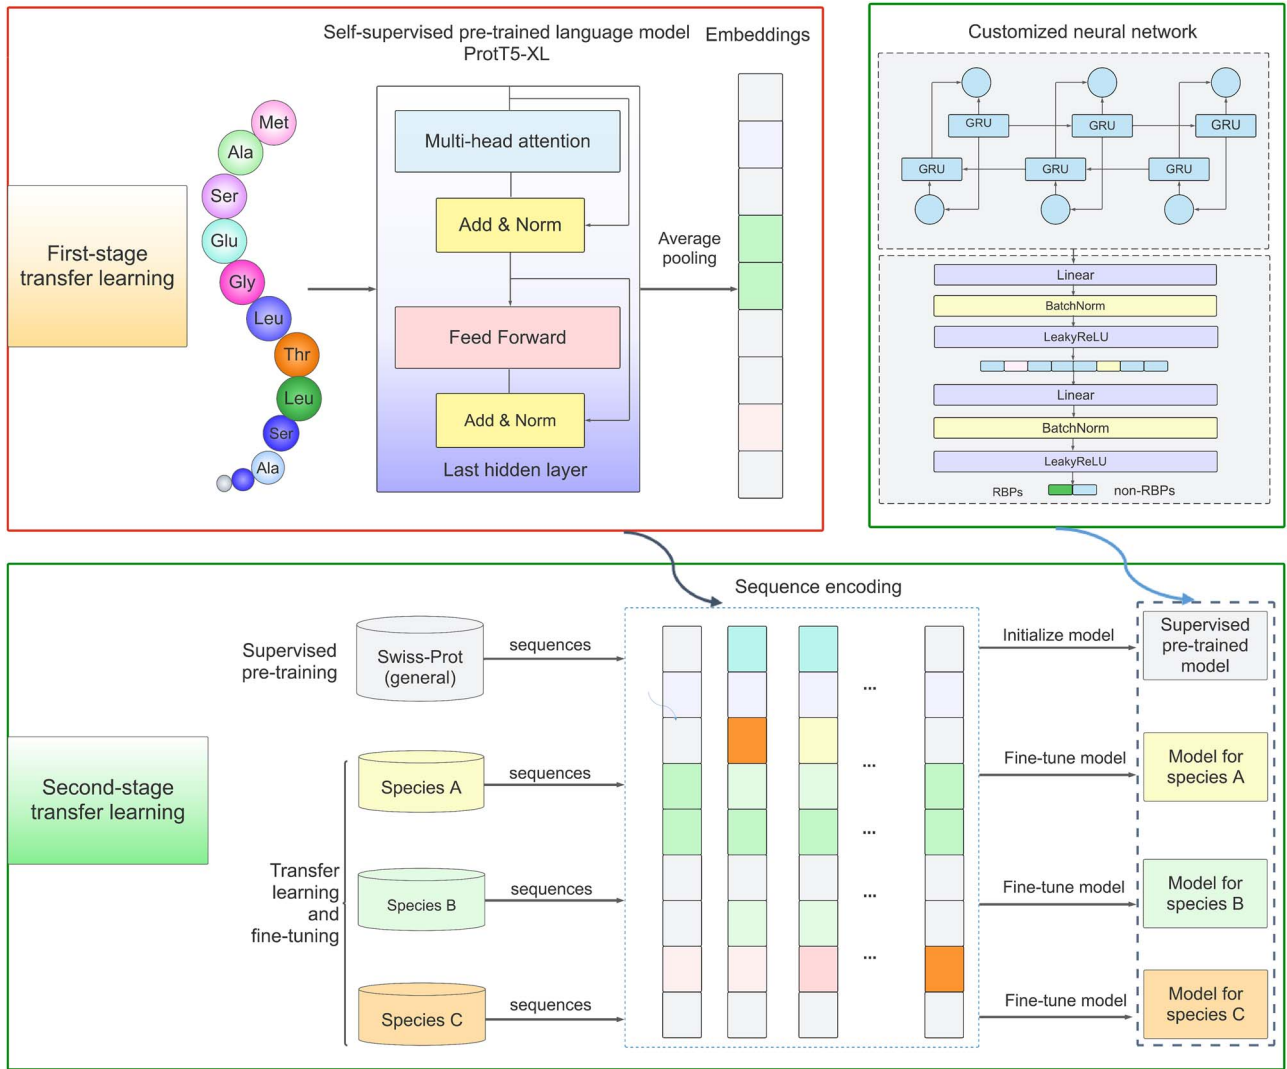 Self-supervised pre-trained language model
ProtT5-XL
Embeddings
First-stage
transfer learning
Met
Ala
Ser
Glu
Gly
Leu
Thr
Leu
Ser
Ala
Multi-head attention
Add & Norm
Feed Forward
Add & Norm
Last hidden layer
Average
pooling
Customized neural network
GRU
GRU
GRU
GRU
GRU
GRU
Linear
BatchNorm
LeakyReLU
Linear
BatchNorm
LeakyReLU
RBPs
non-RBPs
Second-stage
transfer learning
Supervised
pre-training
Transfer
learning
and
fine-tuning
Swiss-Prot
(general)
Species A
Species B
Species C
sequences
sequences
sequences
sequences
Sequence encoding
...
...
...
...
...
Initialize model
Fine-tune model
Fine-tune model
Fine-tune model
Supervised
pre-trained
model
Model for
species A
Model for
species B
Model for
species C